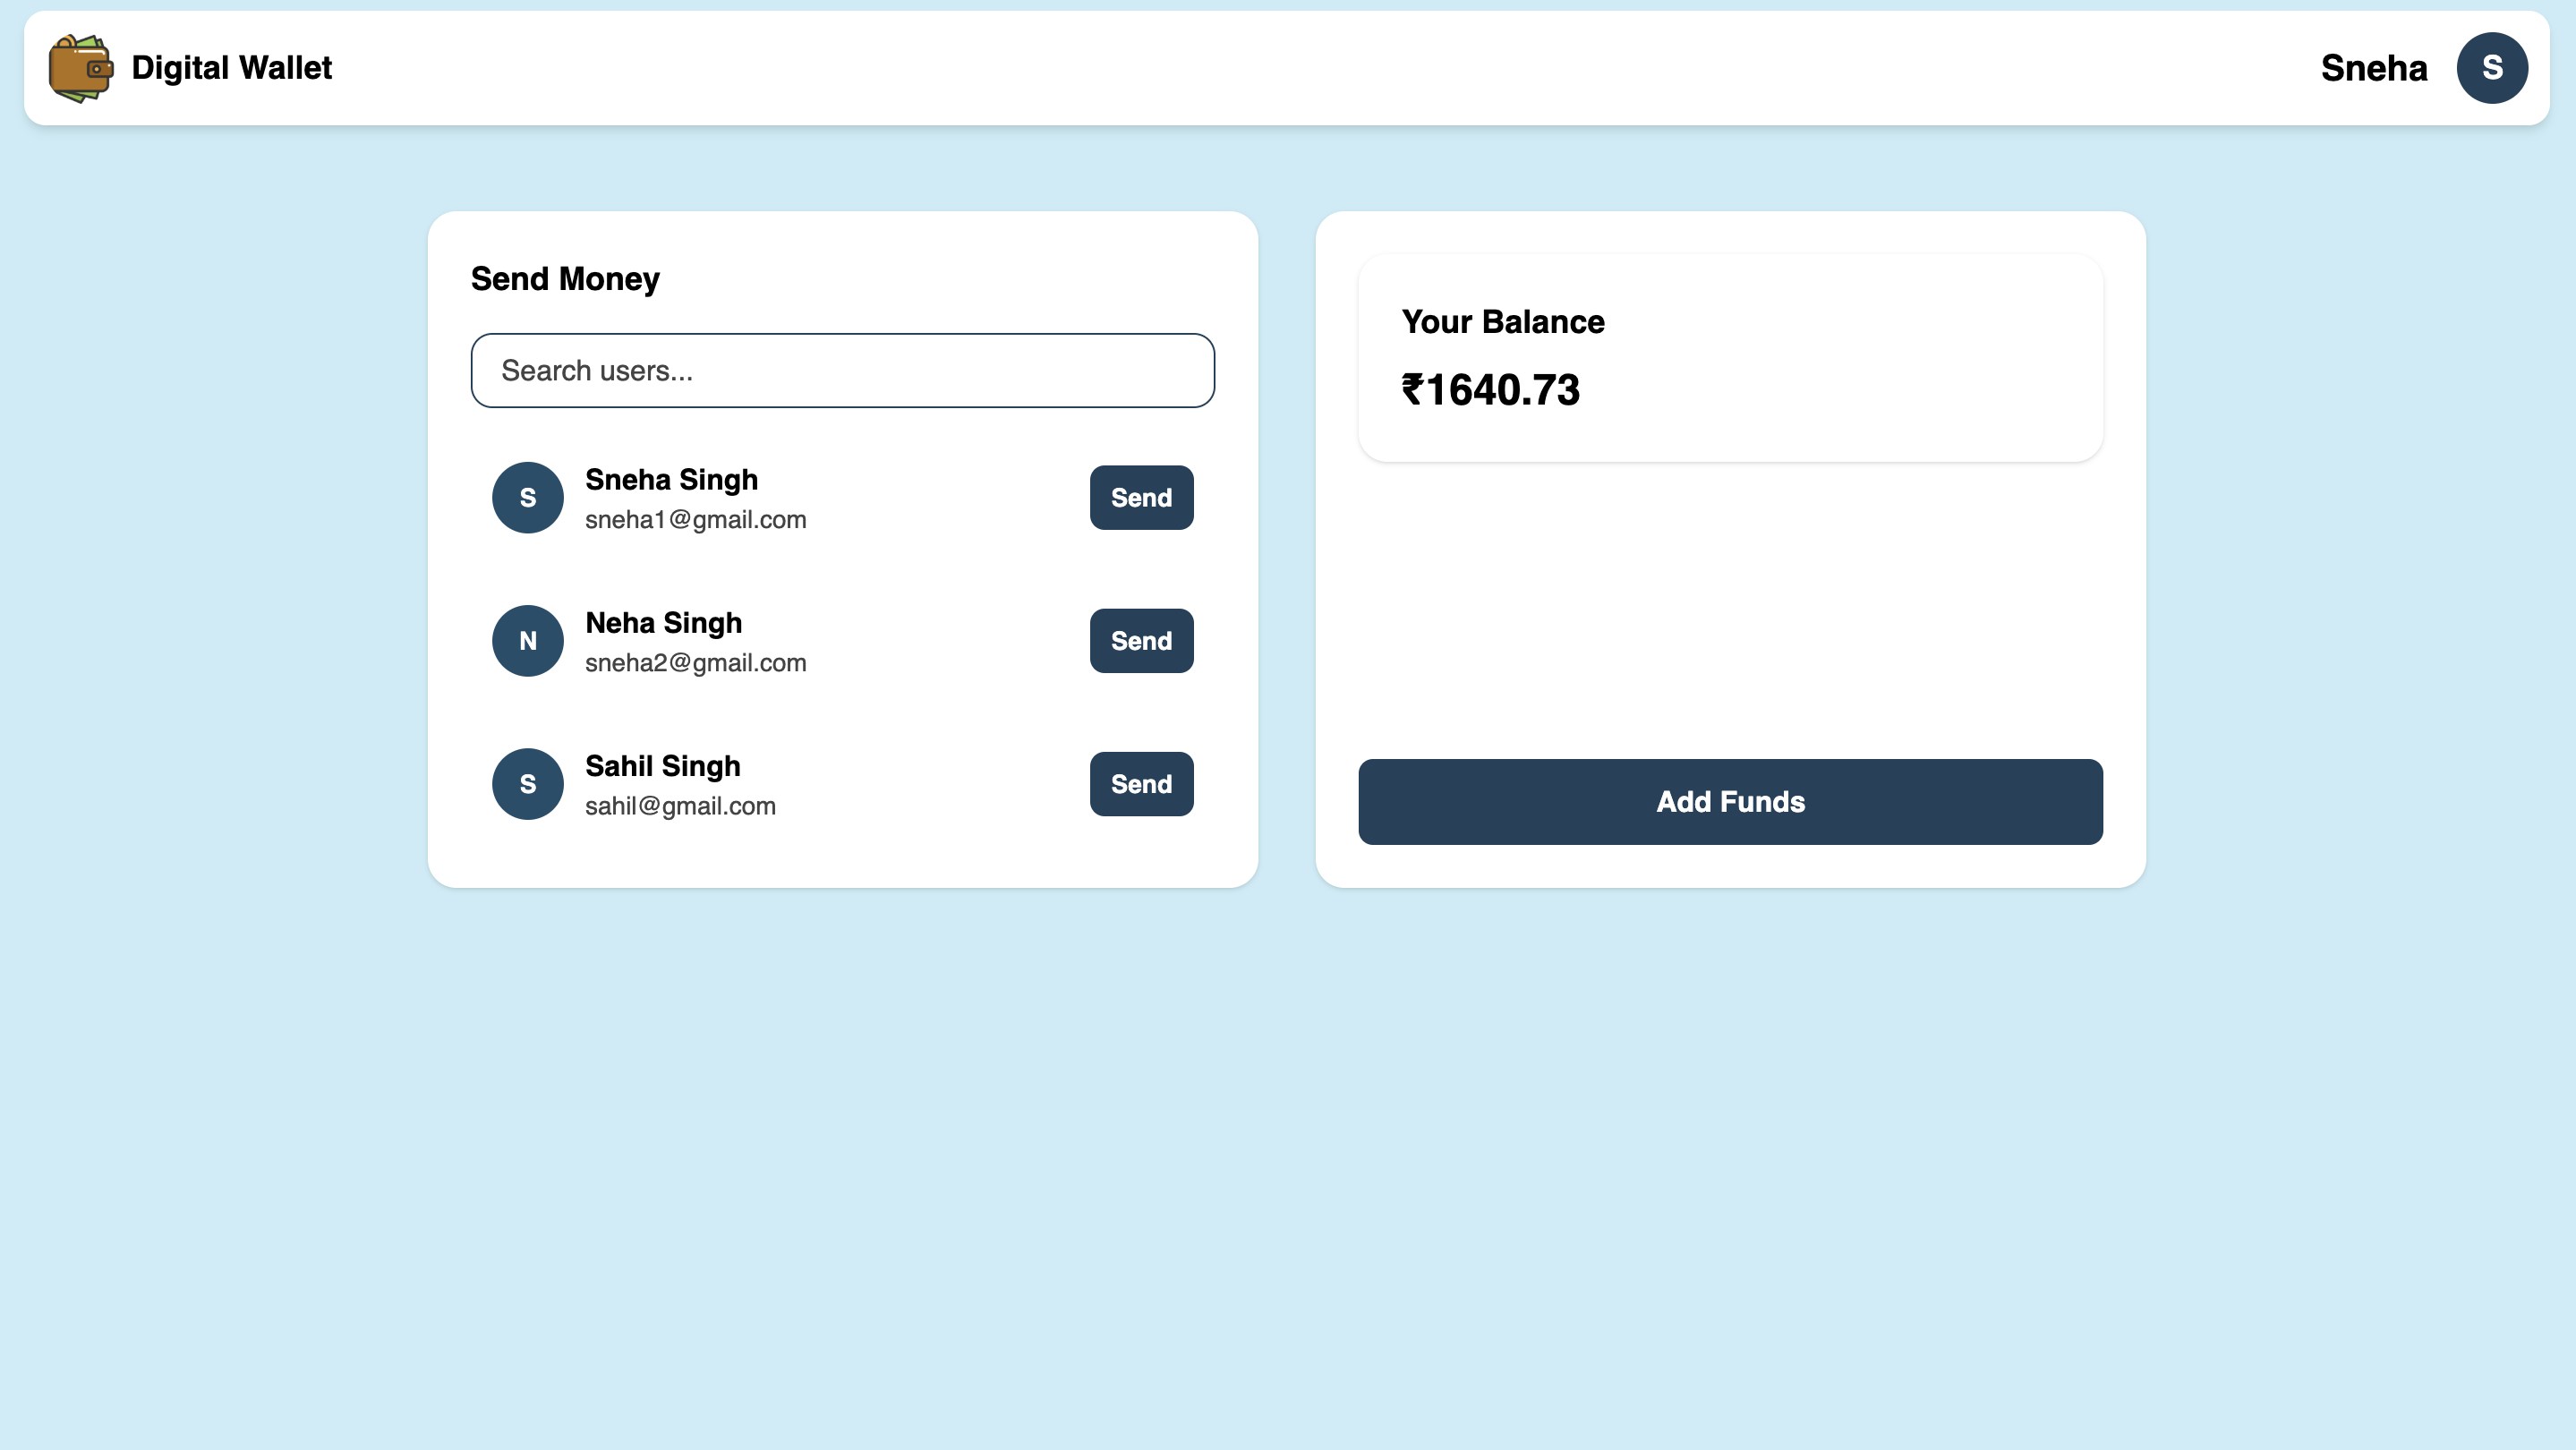 Digital Wallet
Sneha
S
Send Money
Search users...
S
Sneha Singh
sneha1@gmail.com
Send
N
Neha Singh
sneha2@gmail.com
Send
S
Sahil Singh
sahil@gmail.com
Send
Your Balance
₹1640.73
Add Funds